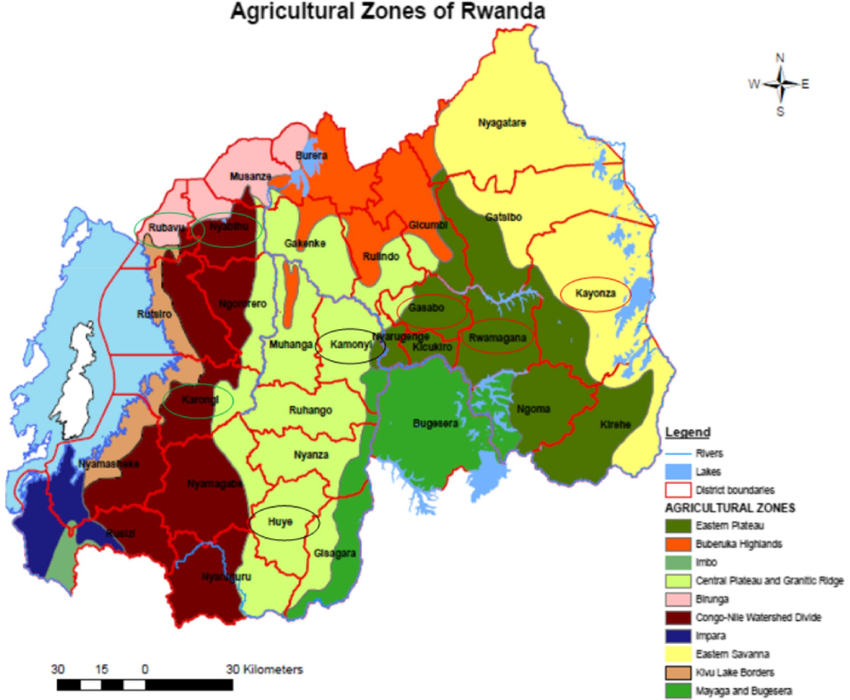 Agricultural Zones of Rwanda
N
W E
S
Nyagatare
Burera
Musanze
Gatsibo
Rubavu
Nyabihu
Gicumbi
Gakenke
Rulindo
Kayonza
Ngororero
Gasabo
Rutsiro
Nyarugenge
Rwamagana
Muhanga
Kamonyi
Kicukiro
Karongi
Ruhango
Ngoma
Bugesera
Kirehe
Nyanza
Nyamasheke
Nyamagabe
Huye
Rusizi
Gisagara
Nyaruguru
Legend
Rivers
Lakes
District boundaries
AGRICULTURAL ZONES
Eastern Plateau
Buberuka Highlands
Imbo
Central Plateau and Granitic Ridge
Birunga
Congo-Nile Watershed Divide
Impara
Eastern Savanna
Kivu Lake Borders
Mayaga and Bugesera
30 15 0 30 Kilometers